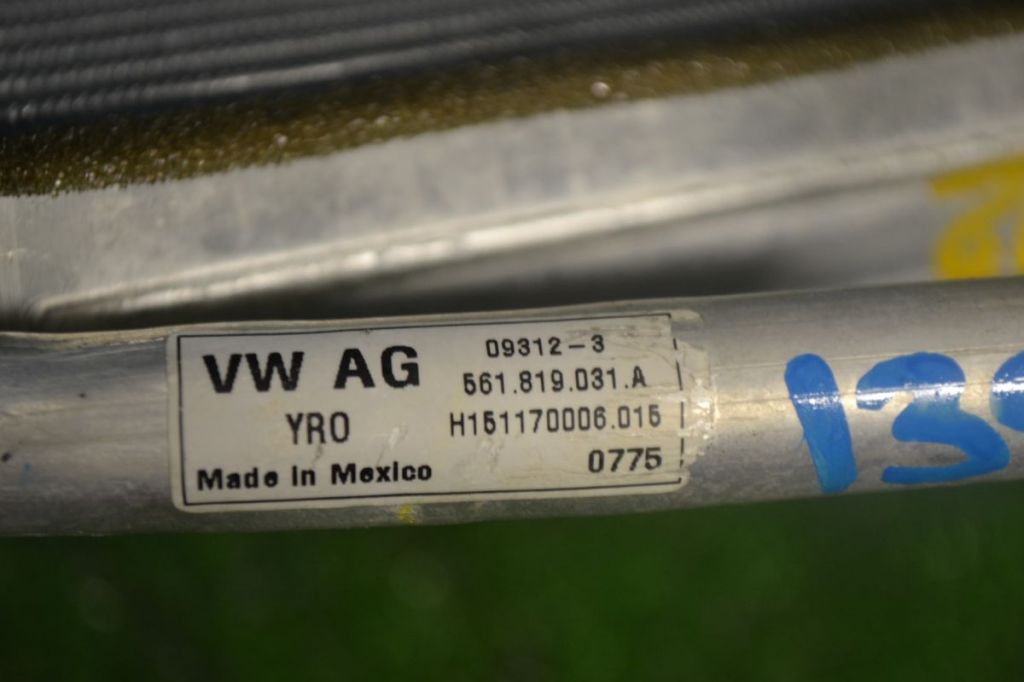 VW AG
YRO
Made in Mexico
09312-3
561.819.031.A
H151170006.015
0775